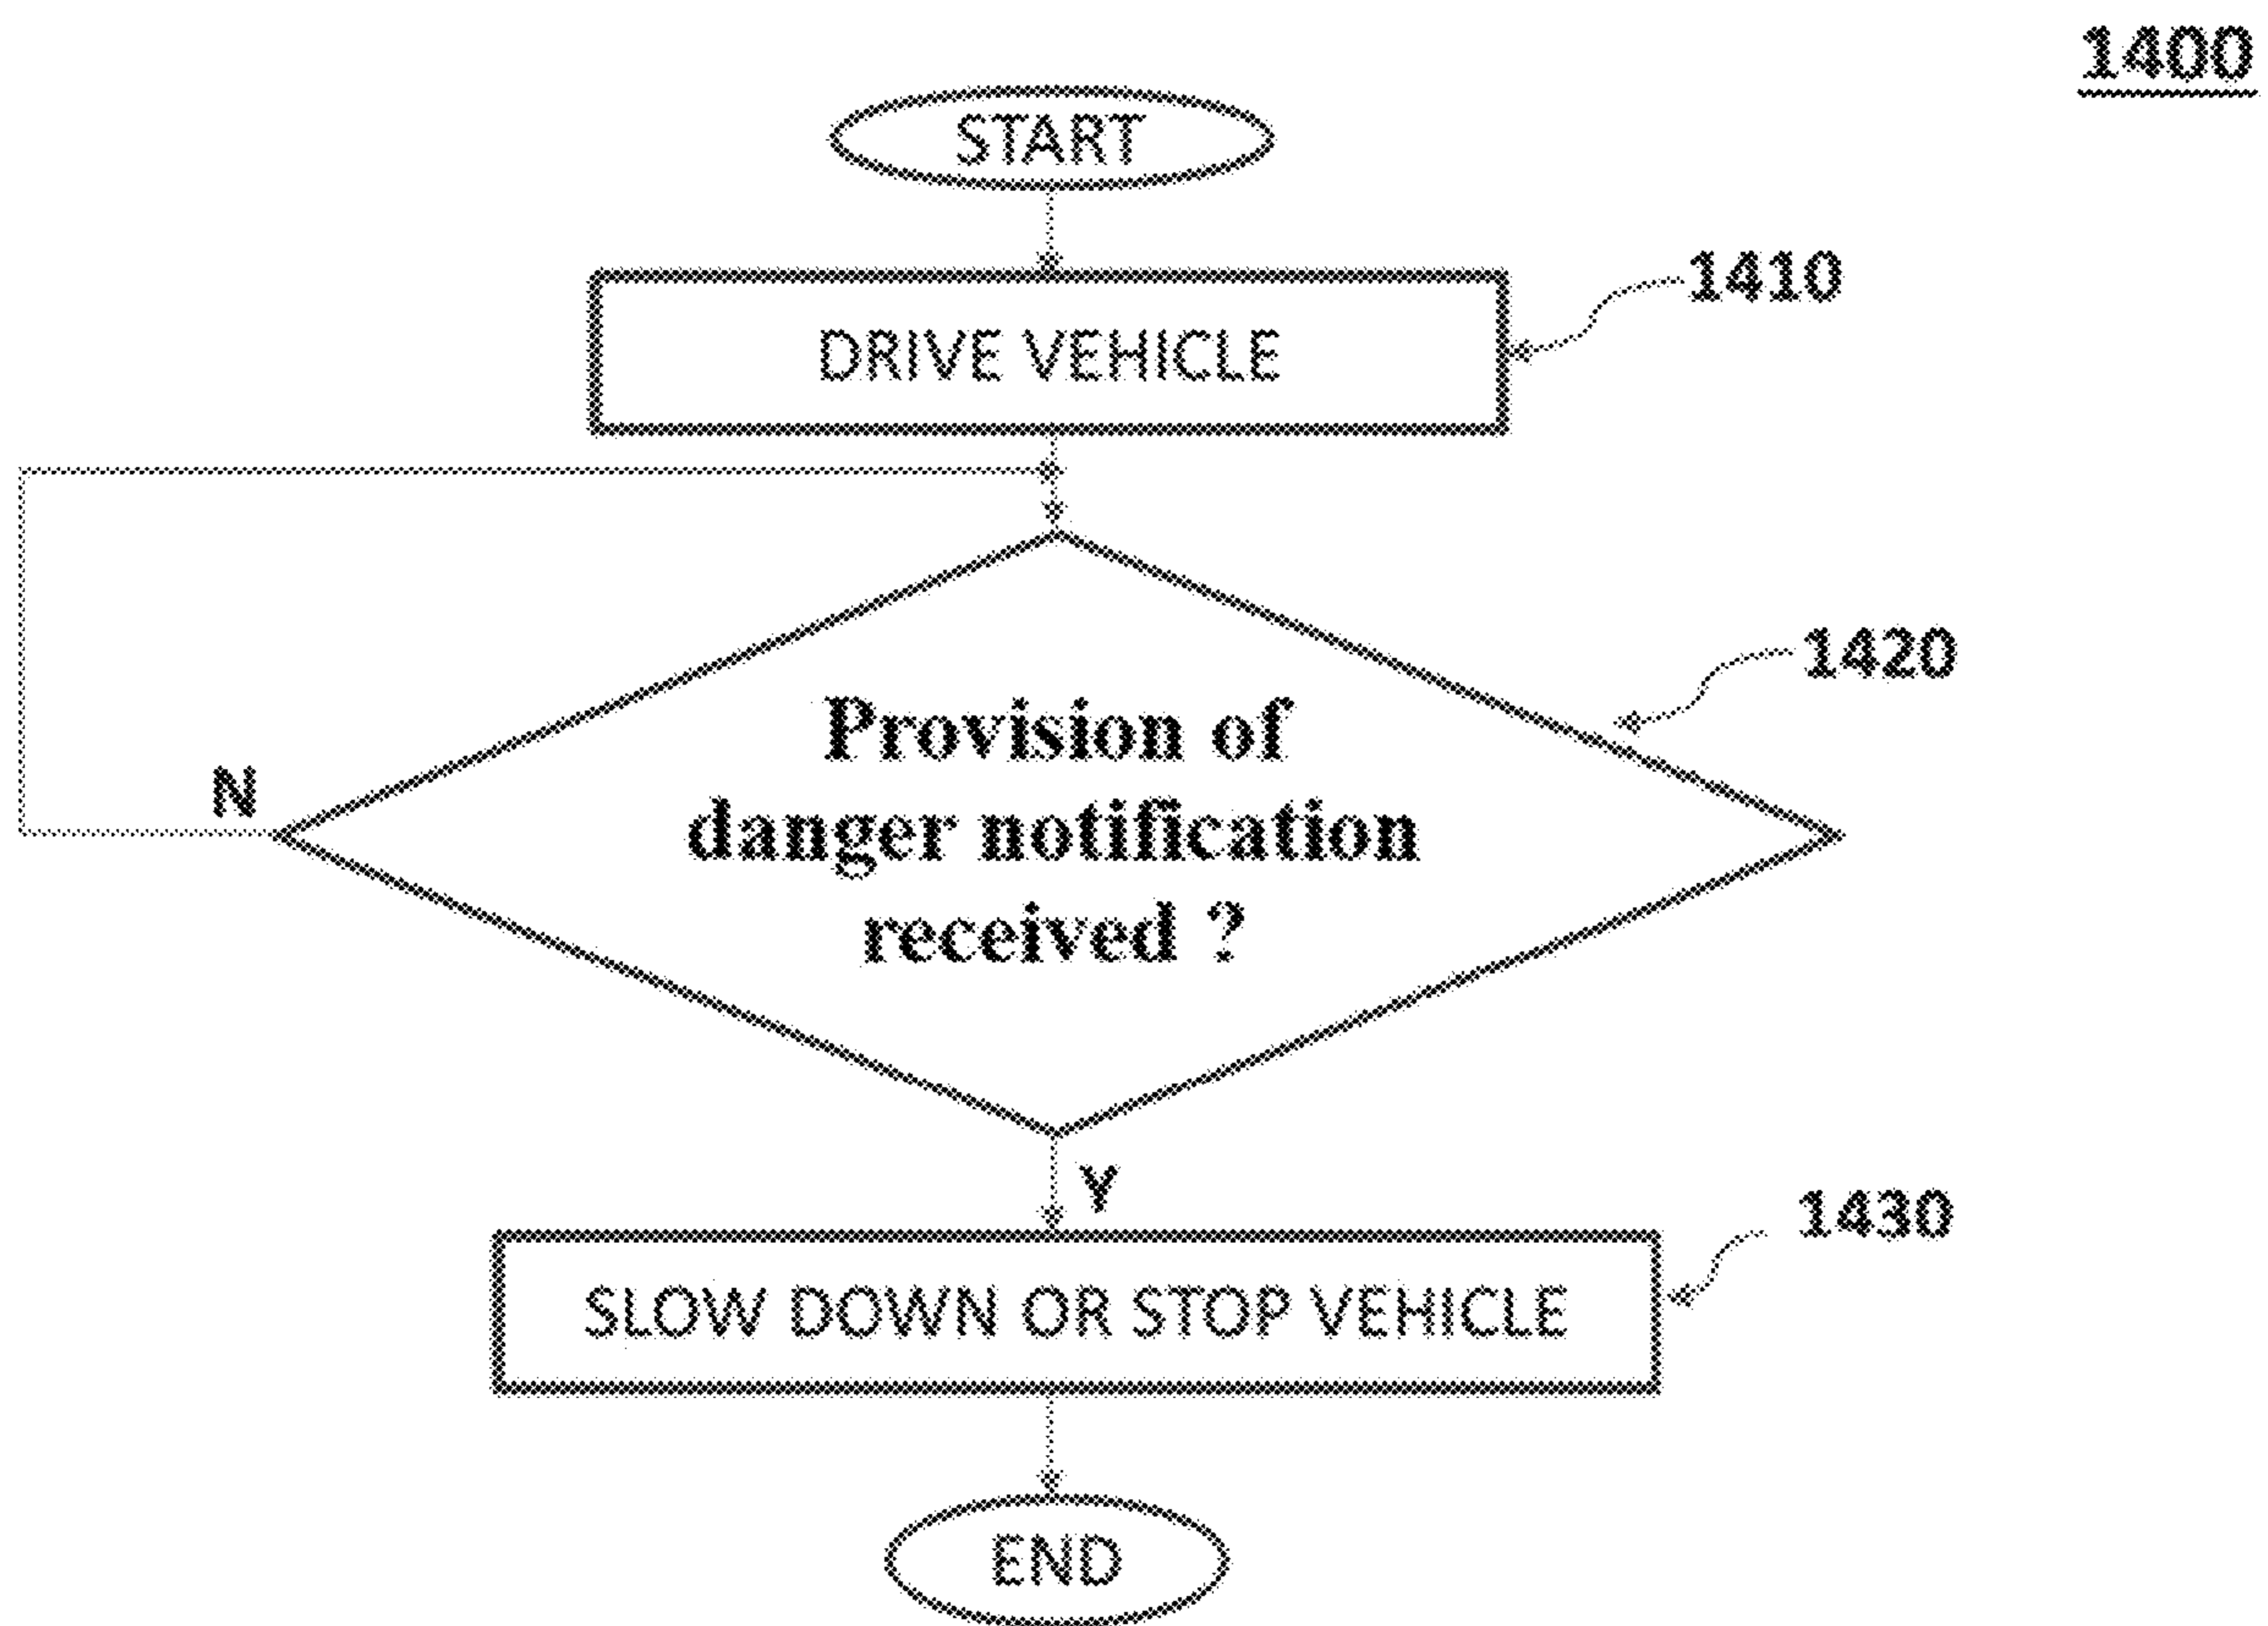 1400
START
1410
DRIVE VEHICLE
1420
Provision of
danger notification
received ?
N
Y
1430
SLOW DOWN OR STOP VEHICLE
END